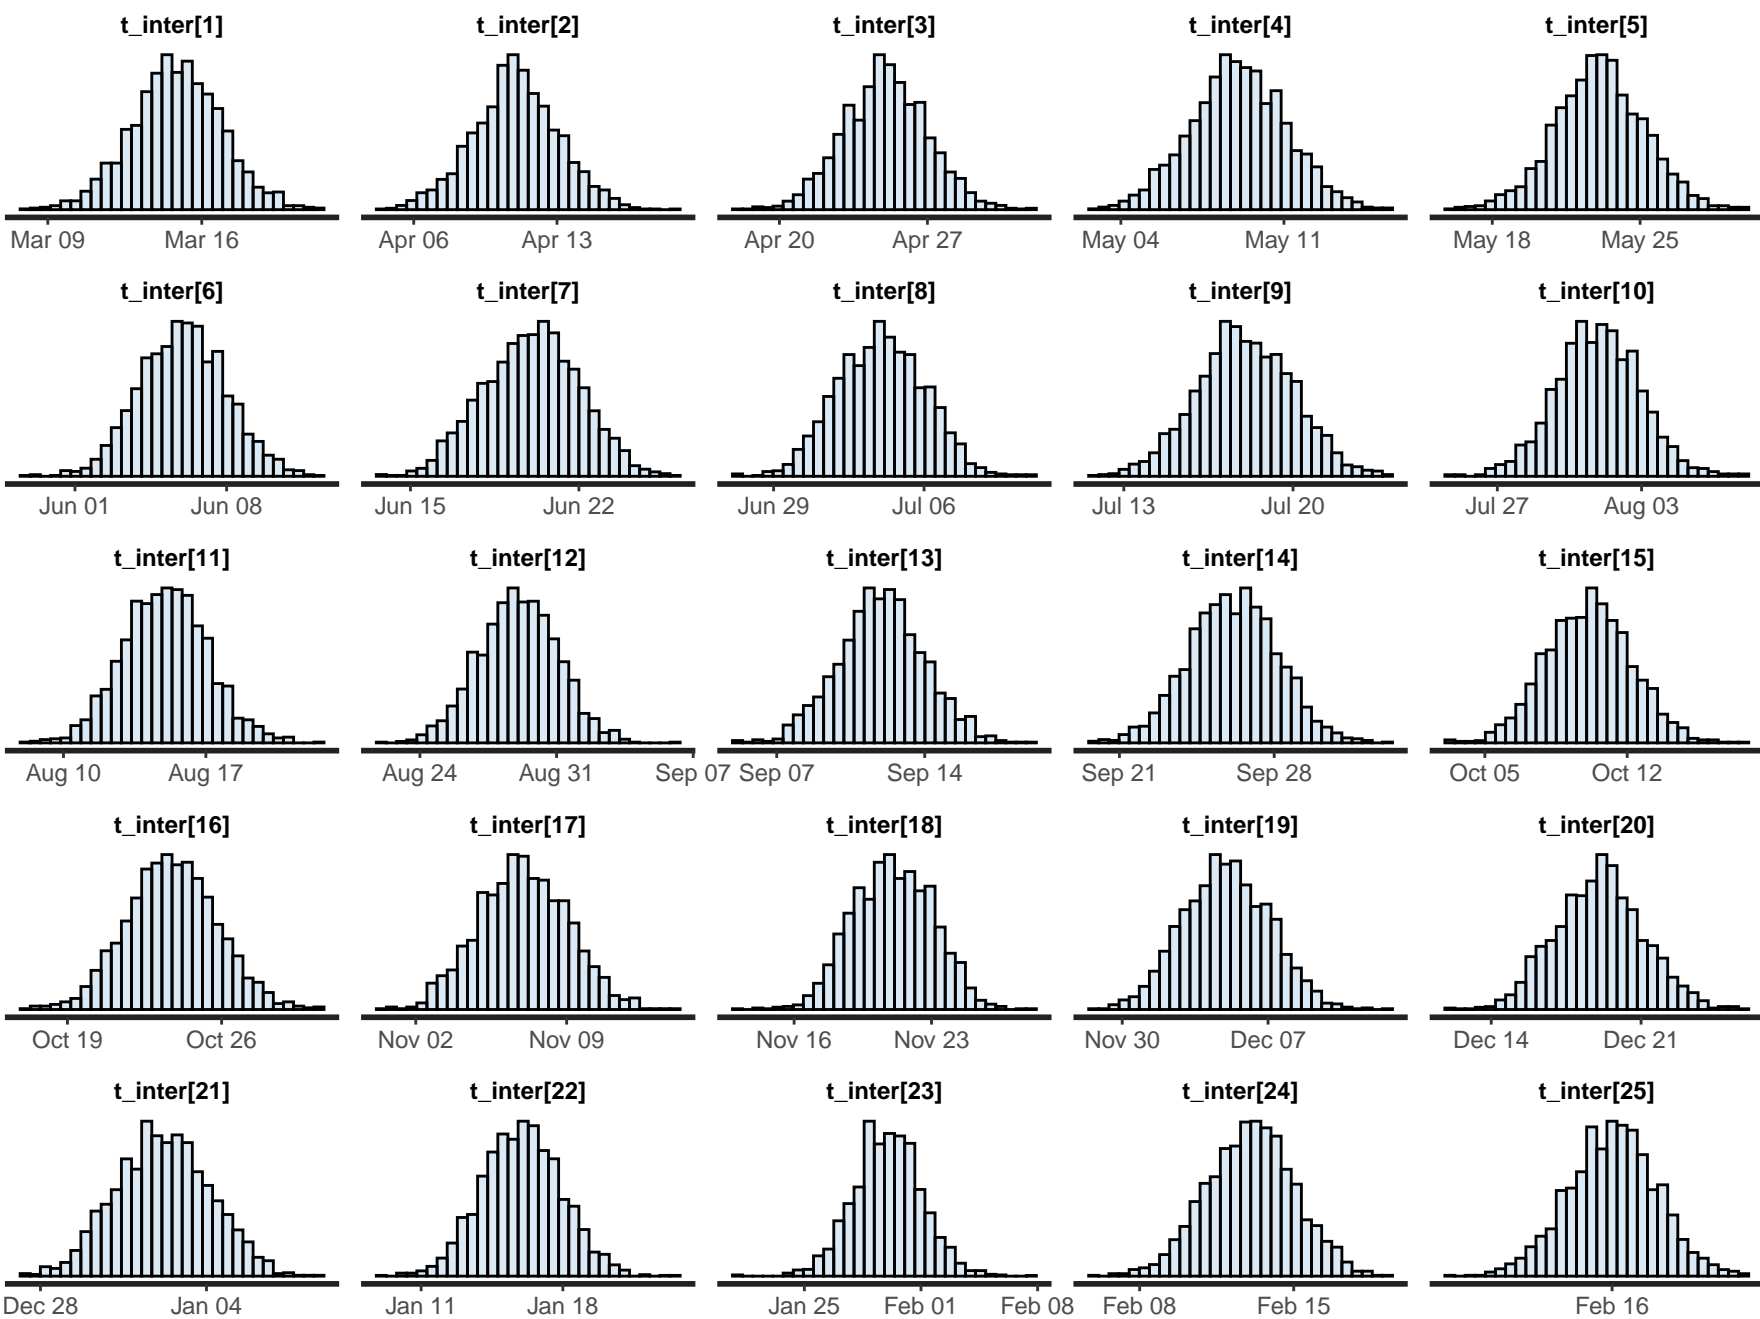 t_inter[1] t_inter[2] t_inter[3] t_inter[4] t_inter[5]
Mar 09 Mar 16 Apr 06 Apr 13 Apr 20 Apr 27 May 04 May 11 May 18 May 25
t_inter[6] t_inter[7] t_inter[8] t_inter[9] t_inter[10]
Jun 01 Jun 08 Jun 15 Jun 22 Jun 29 Jul 06 Jul 13 Jul 20 Jul 27 Aug 03
t_inter[11] t_inter[12] t_inter[13] t_inter[14] t_inter[15]
Aug 10 Aug 17 Aug 24 Aug 31 Sep 07 Sep 07 Sep 14 Sep 21 Sep 28 Oct 05 Oct 12
t_inter[16] t_inter[17] t_inter[18] t_inter[19] t_inter[20]
Oct 19 Oct 26 Nov 02 Nov 09 Nov 16 Nov 23 Nov 30 Dec 07 Dec 14 Dec 21
t_inter[21] t_inter[22] t_inter[23] t_inter[24] t_inter[25]
Dec 28 Jan 04 Jan 11 Jan 18 Jan 25 Feb 01 Feb 08 Feb 08 Feb 15 Feb 16